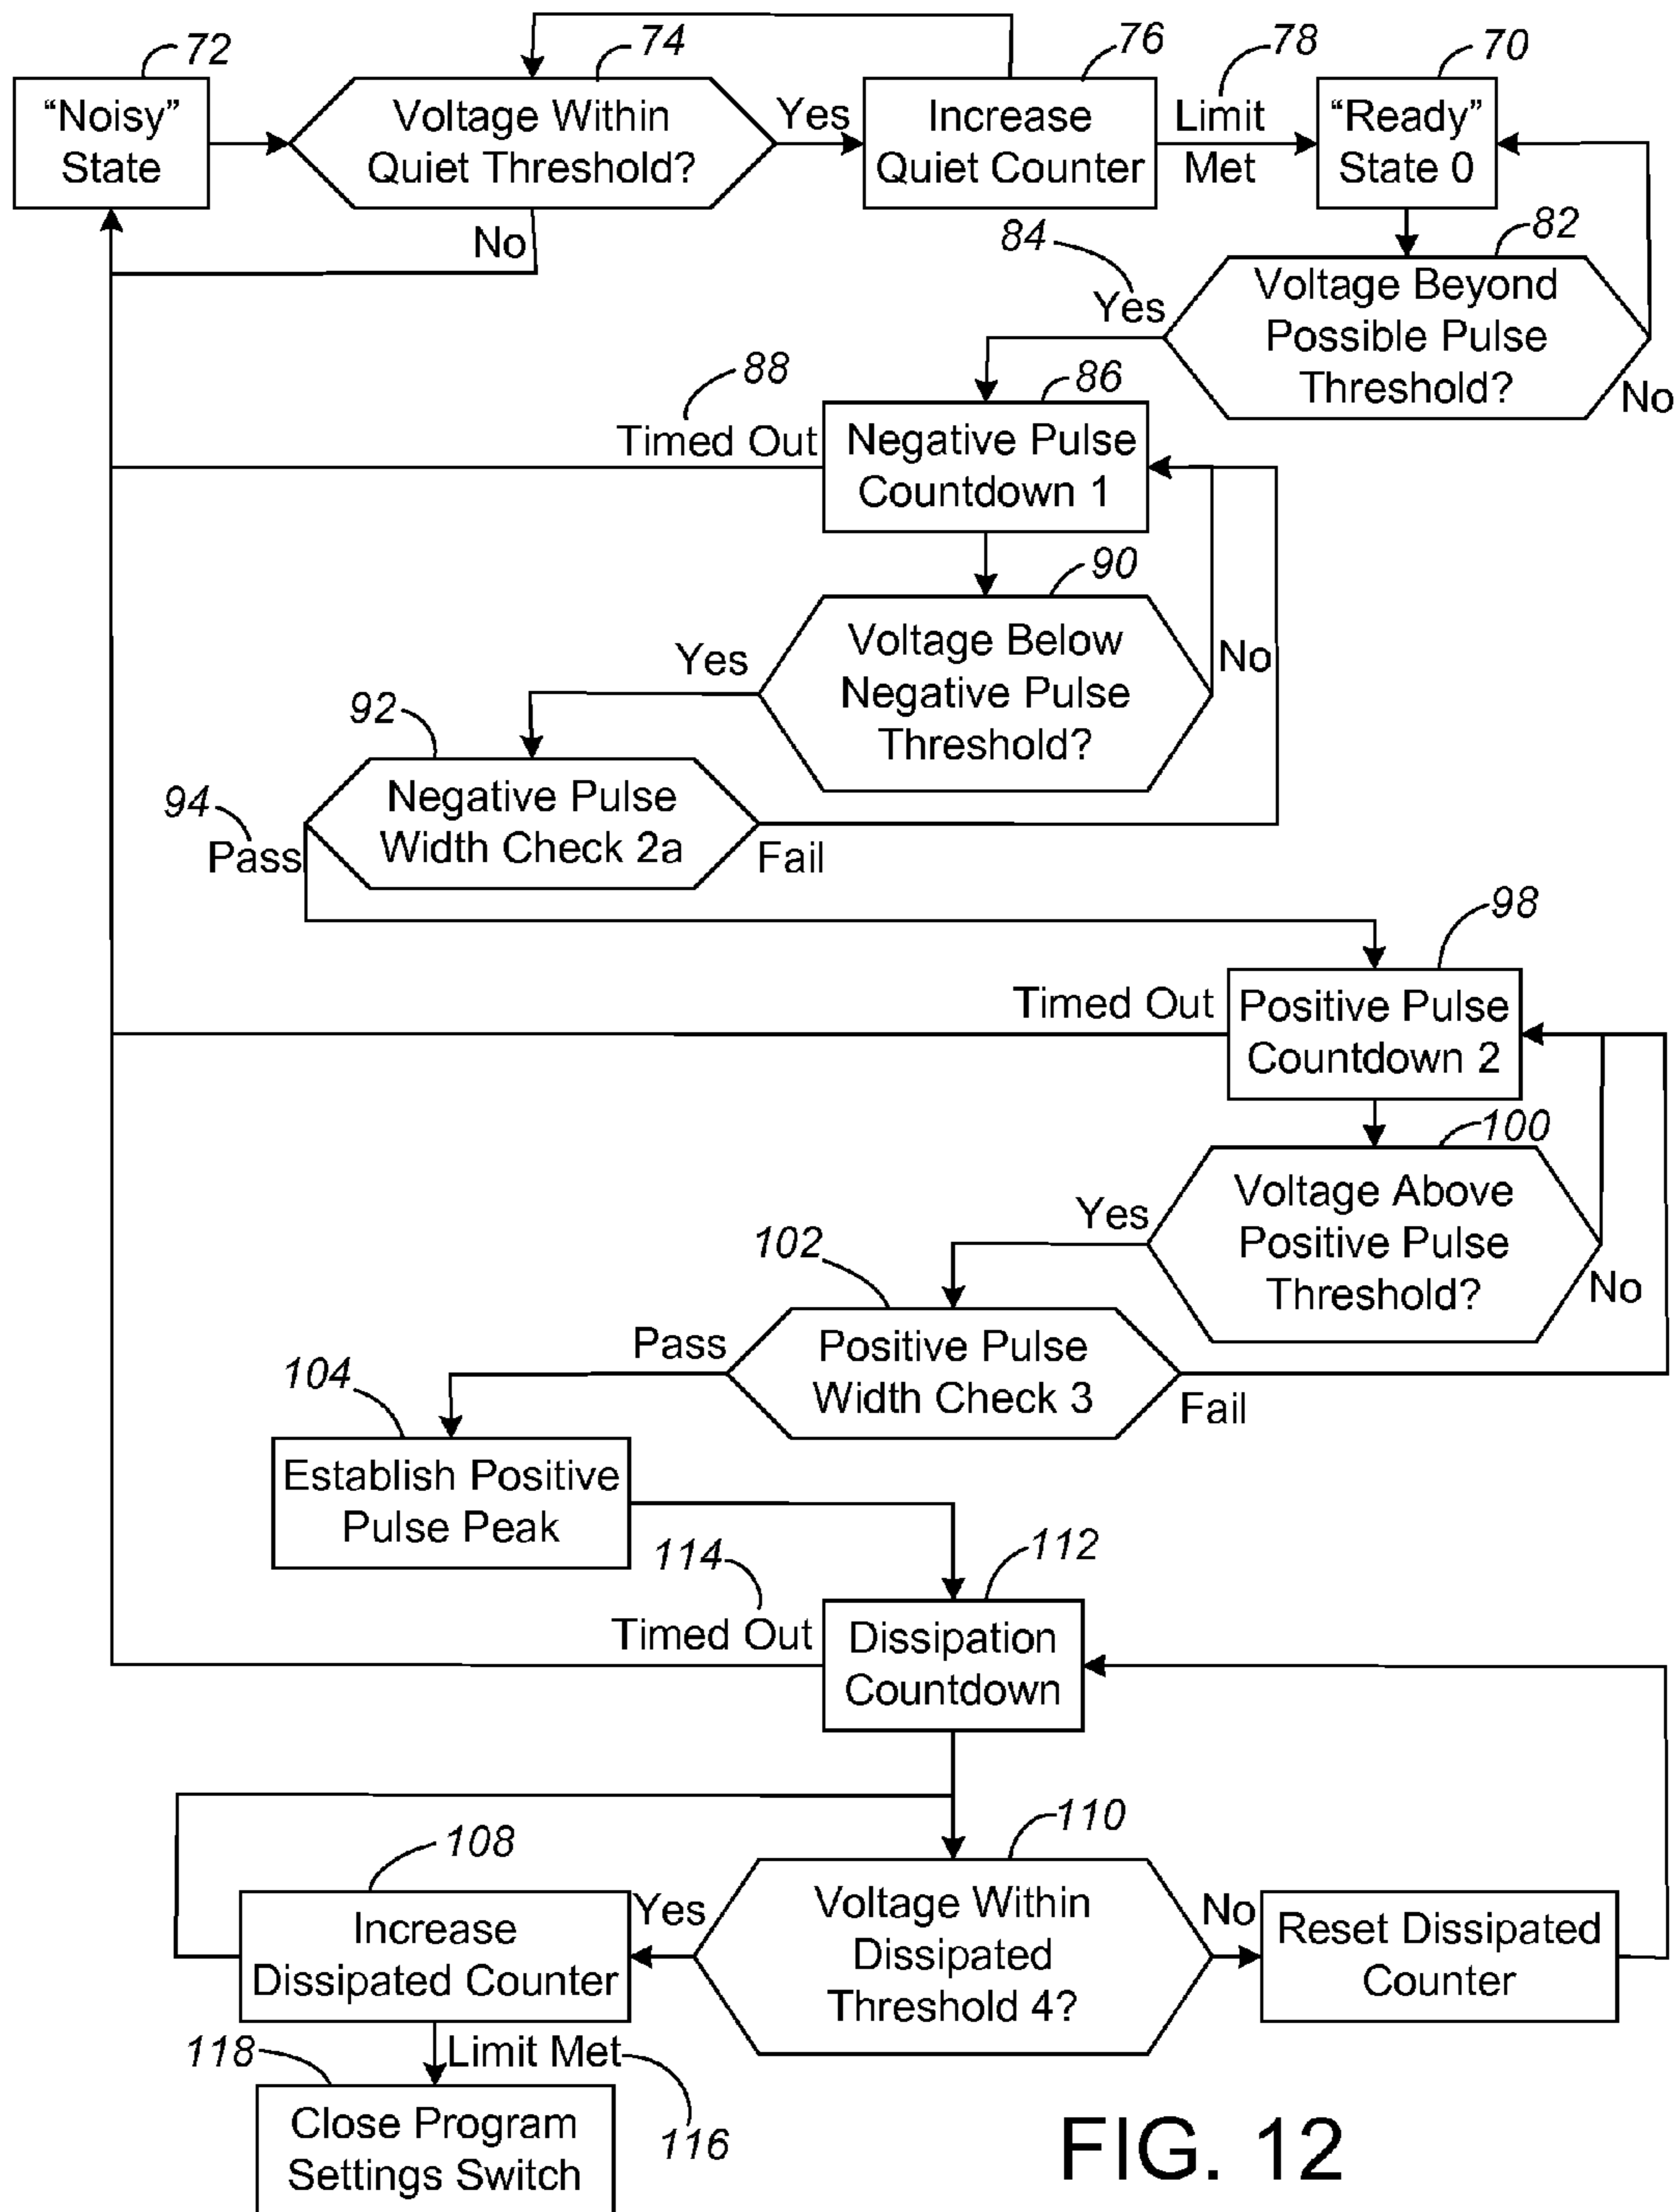 72
74
76
78
70
“Noisy”
State
Voltage Within
Quiet Threshold?
Yes
Increase
Quiet Counter
Limit
Met
“Ready”
State 0
No
84
82
Yes
Voltage Beyond
Possible Pulse
Threshold?
No
88
86
Timed Out
Negative Pulse
Countdown 1
90
Yes
Voltage Below
Negative Pulse
Threshold?
No
92
94
Negative Pulse
Width Check 2a
Pass
Fail
98
Timed Out
Positive Pulse
Countdown 2
100
Yes
Voltage Above
Positive Pulse
Threshold?
No
102
Pass
Positive Pulse
Width Check 3
Fail
104
Establish Positive
Pulse Peak
114
112
Timed Out
Dissipation
Countdown
110
108
Yes
Voltage Within
Dissipated
Threshold 4?
No
Increase
Dissipated Counter
Reset Dissipated
Counter
118
Limit Met
116
Close Program
Settings Switch
FIG. 12